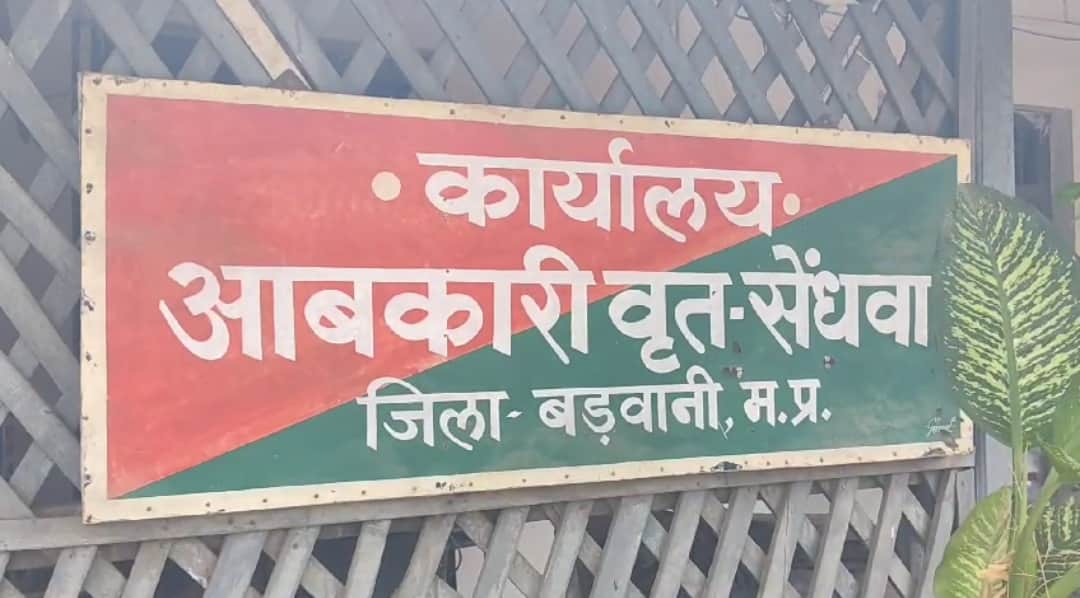 • कार्यालय •
आबकारी वृत-सेंधवा
जिला- बड़वानी, म.प्र.